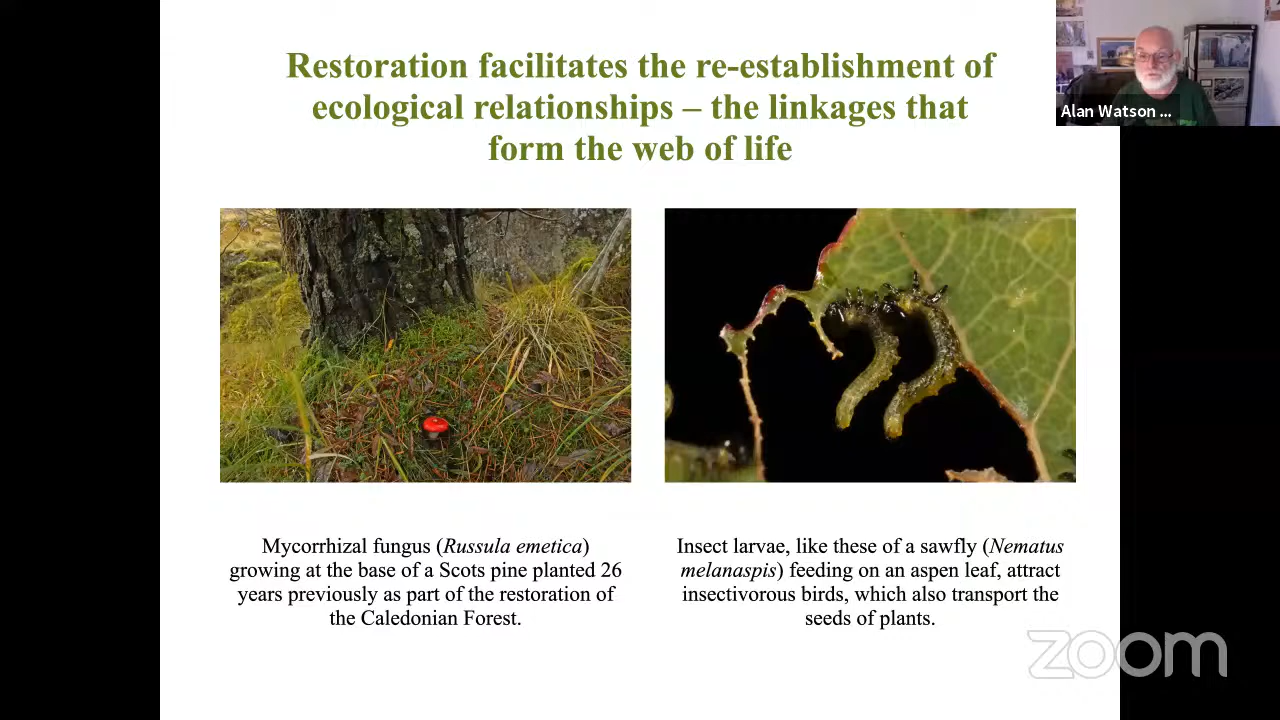 Restoration facilitates the re-establishment of
ecological relationships – the linkages that
form the web of life
Alan Watson ...
Mycorrhizal fungus (Russula emetica)
growing at the base of a Scots pine planted 26
years previously as part of the restoration of
the Caledonian Forest.
Insect larvae, like these of a sawfly (Nematus
melanaspis) feeding on an aspen leaf, attract
insectivorous birds, which also transport the
seeds of plants.
zoom